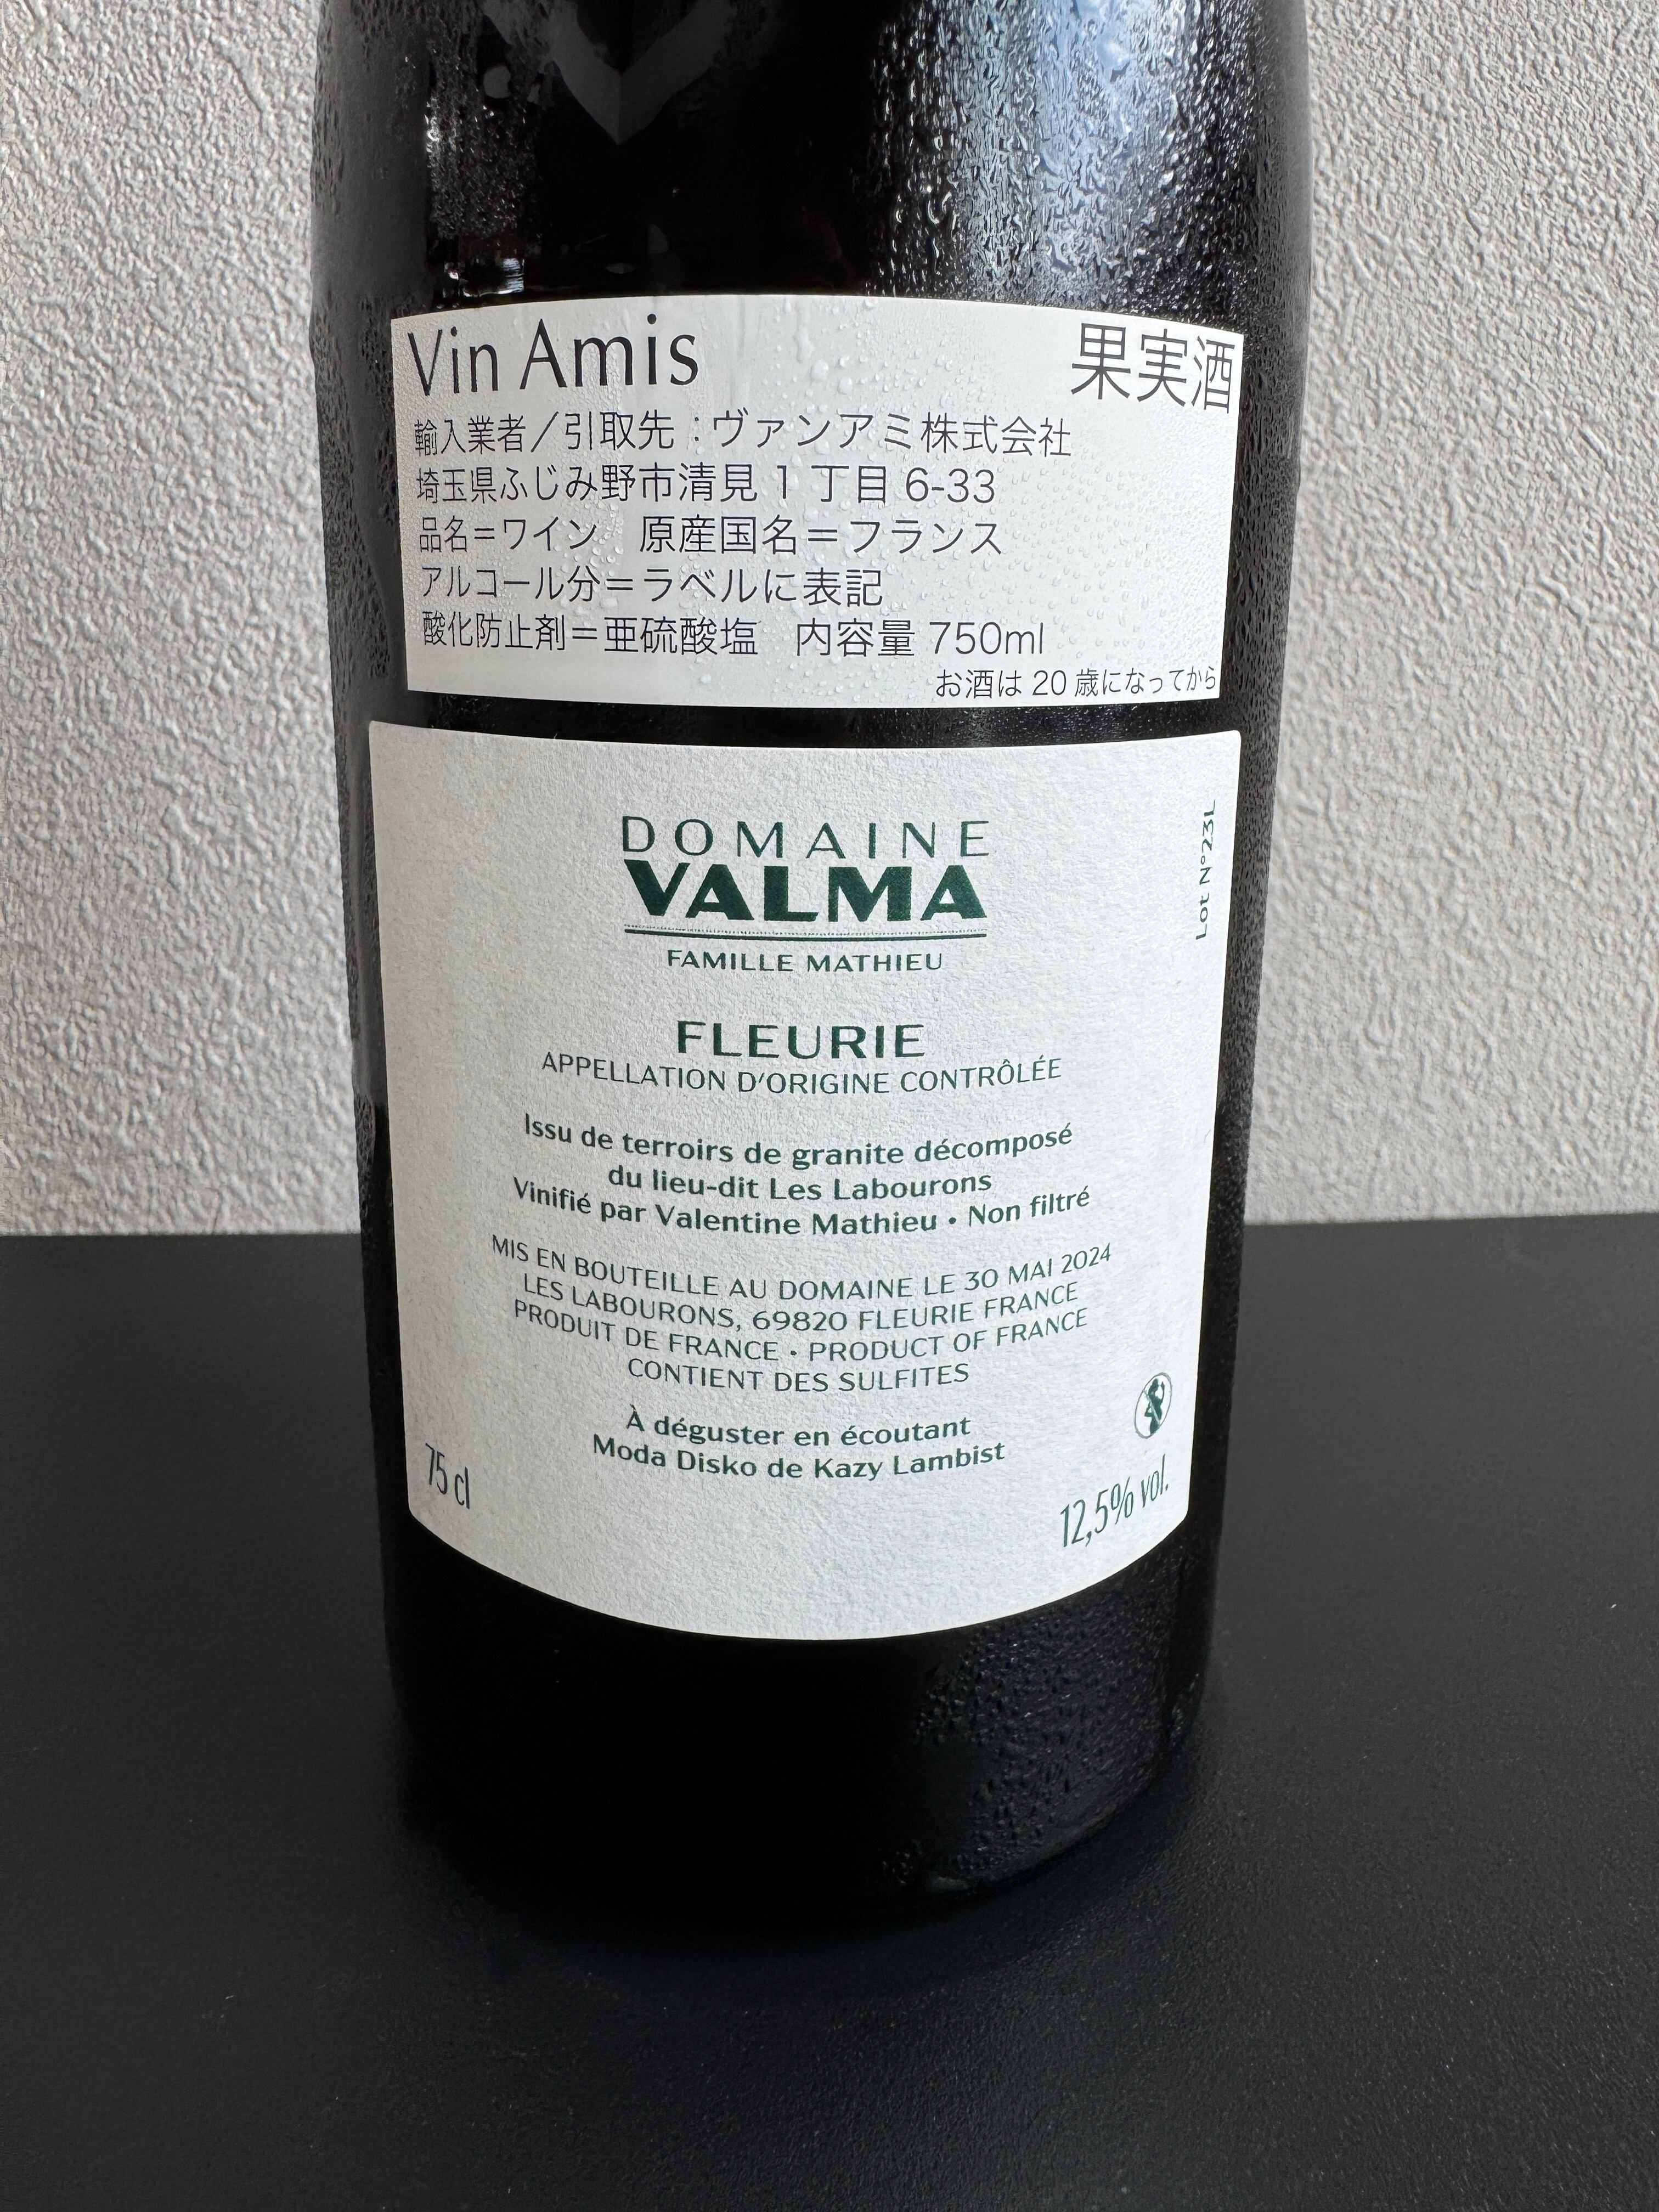 Vin Amis 果実酒
輸入業者／引取先：ヴァンアミ株式会社
埼玉県ふじみ野市清見1丁目6-33
品名＝ワイン　原産国名＝フランス
アルコール分＝ラベルに表記
酸化防止剤＝亜硫酸塩　内容量 750ml
お酒は20歳になってから
DOMAINE
VALMA
FAMILLE MATHIEU
Lot N°23L
FLEURIE
APPELLATION D'ORIGINE CONTRÔLÉE
Issu de terroirs de granite décomposé
du lieu-dit Les Labourons
Vinifié par Valentine Mathieu • Non filtré
MIS EN BOUTEILLE AU DOMAINE LE 30 MAI 2024
LES LABOURONS, 69820 FLEURIE FRANCE
PRODUIT DE FRANCE • PRODUCT OF FRANCE
CONTIENT DES SULFITES
À déguster en écoutant
Moda Disko de Kazy Lambist
75 cl
12,5% vol.